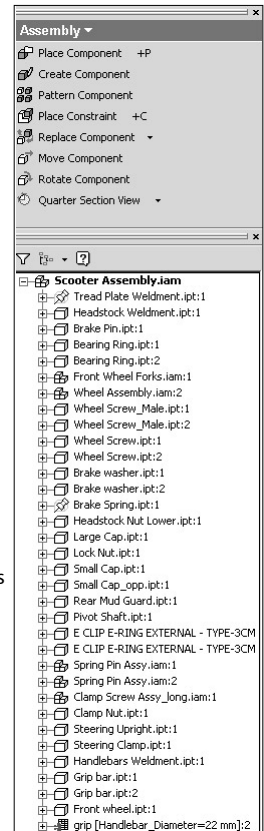 Assembly
Place Component +P
Create Component
Pattern Component
Place Constraint +C
Replace Component
Move Component
Rotate Component
Quarter Section View
Scooter Assembly.iam
Tread Plate Weldment.ipt:1
Headstock Weldment.ipt:1
Brake Pin.ipt:1
Bearing Ring.ipt:1
Bearing Ring.ipt:2
Front Wheel Forks.iam:1
Wheel Assembly.iam:2
Wheel Screw_Male.ipt:1
Wheel Screw_Male.ipt:2
Wheel Screw.ipt:1
Wheel Screw.ipt:2
Brake washer.ipt:1
Brake washer.ipt:2
Brake Spring.ipt:1
Headstock Nut Lower.ipt:1
Large Cap.ipt:1
Lock Nut.ipt:1
Small Cap.ipt:1
s
Small Cap_opp.ipt:1
Rear Mud Guard.ipt:1
Pivot Shaft.ipt:1
E CLIP E-RING EXTERNAL - TYPE-3CM
E CLIP E-RING EXTERNAL - TYPE-3CM
Spring Pin Assy.iam:1
Spring Pin Assy.iam:2
Clamp Screw Assy_long.iam:1
Clamp Nut.ipt:1
Steering Upright.ipt:1
Steering Clamp.ipt:1
Handlebars Weldment.ipt:1
Grip bar.ipt:1
Grip bar.ipt:2
Front wheel.ipt:1
grip [Handlebar_Diameter=22 mm]:2